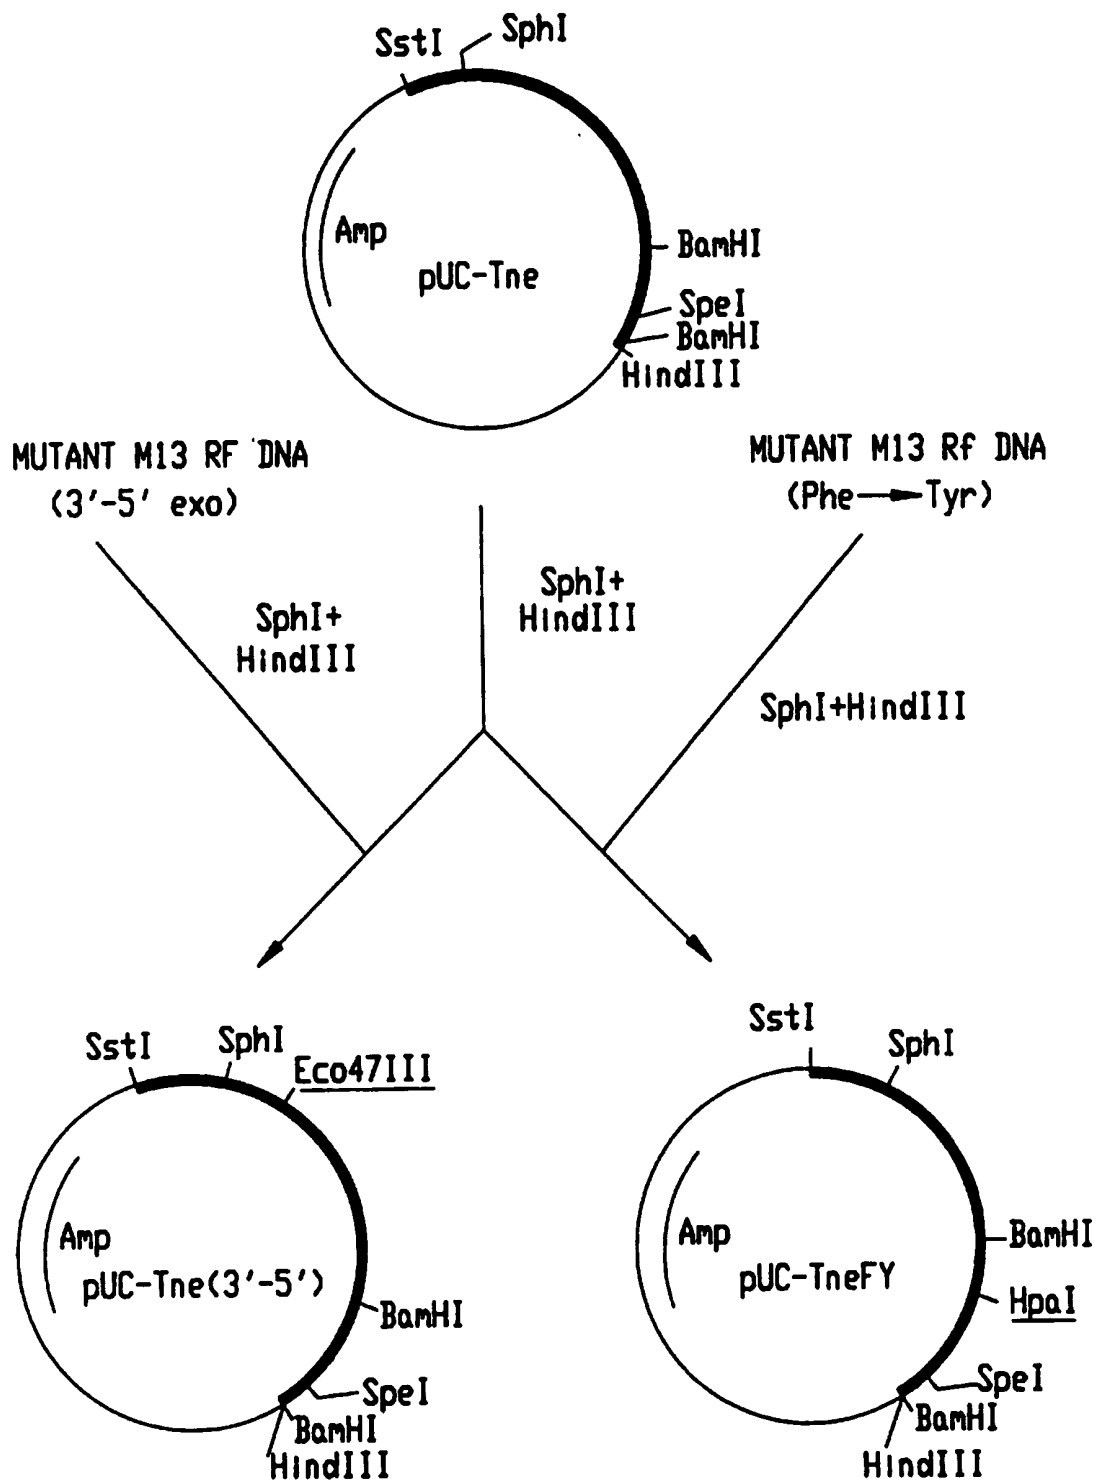 SstI
SphI
Amp
pUC-Tne
BamHI
SpeI
BamHI
HindIII
MUTANT M13 RF DNA
(3'-5' exo)
MUTANT M13 Rf DNA
(Phe→Tyr)
SphI+
HindIII
SphI+
HindIII
SphI+HindIII
SstI
SphI
Eco47III
Amp
pUC-Tne(3'-5')
BamHI
SpeI
BamHI
HindIII
SstI
SphI
Amp
pUC-TneFY
BamHI
HpaI
SpeI
BamHI
HindIII